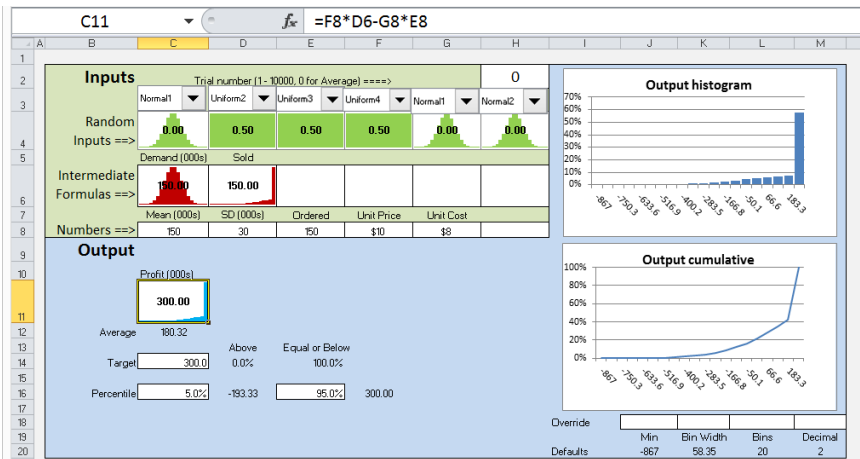 C11 fx =F8*D6-G8*E8
A B C D E F G H I J K L M
1
2 Inputs Trial number (1 - 10000, 0 for Average) ====> 0
3 Normal1 Uniform2 Uniform3 Uniform4 Normal1 Normal2
Random
4 Inputs ==> 0.00 0.50 0.50 0.50 0.00 0.00
5 Demand (000s) Sold
Intermediate
6 Formulas ==> 150.00 150.00
7 Mean (000s) SD (000s) Ordered Unit Price Unit Cost
8 Numbers ==> 150 30 150 $10 $8
9 Output
10 Profit (000s)
11 300.00
12 Average 180.32
13 Above Equal or Below
14 Target 300.0 0.0% 100.0%
15
16 Percentile 5.0% -193.33 95.0% 300.00
17
18 Override
19 Min Bin Width Bins Decimal
20 Defaults -867 58.35 20 2
Output histogram
70%
60%
50%
40%
30%
20%
10%
0%
-867 -750.3 -633.6 -516.9 -400.2 -283.5 -166.8 -50.1 66.6 183.3
Output cumulative
100%
80%
60%
40%
20%
0%
-867 -750.3 -633.6 -516.9 -400.2 -283.5 -166.8 -50.1 66.6 183.3